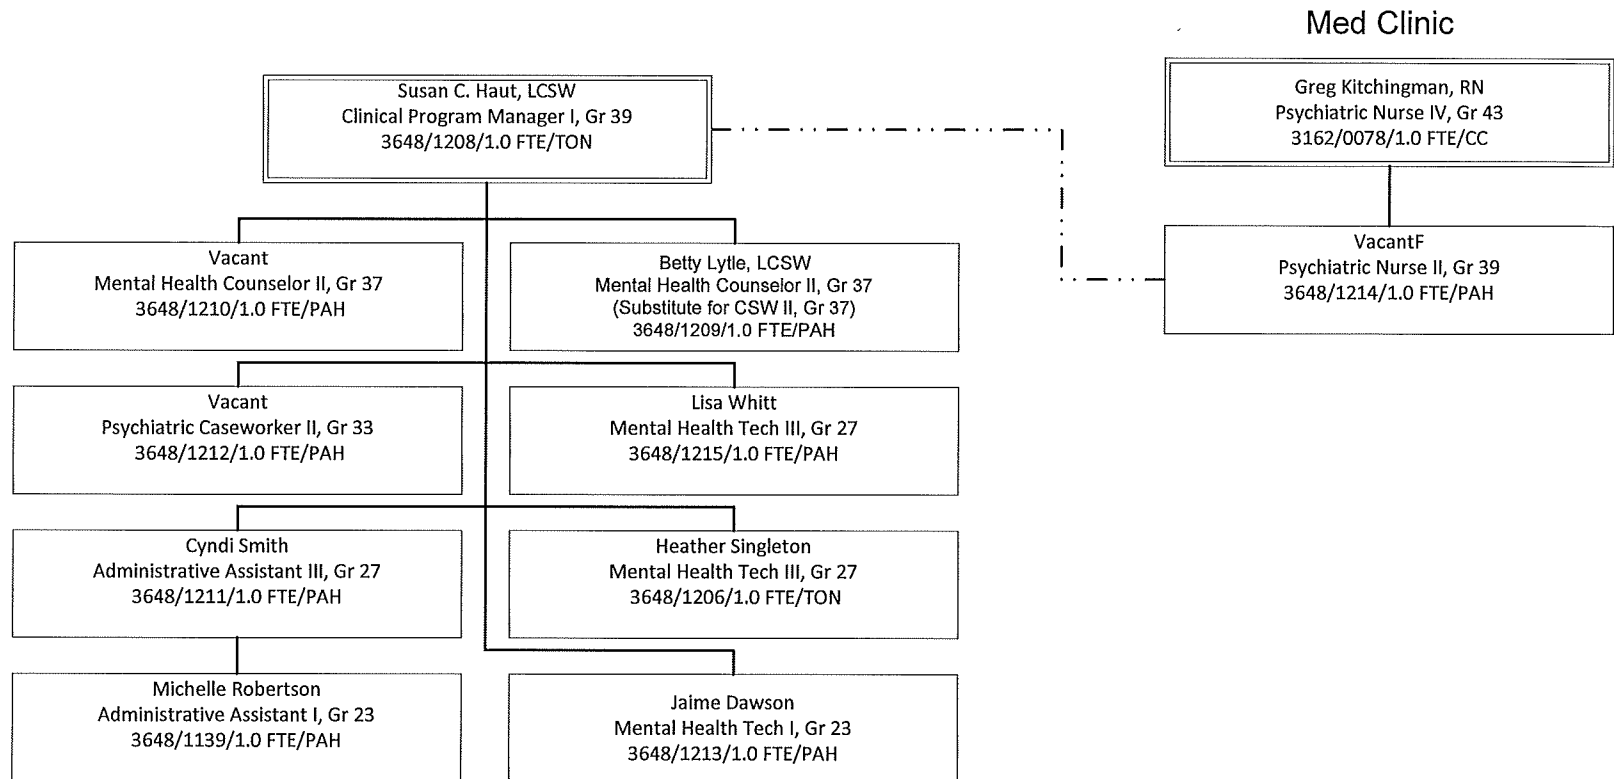 Med Clinic
Susan C. Haut, LCSW
Clinical Program Manager I, Gr 39
3648/1208/1.0 FTE/TON
Greg Kitchingman, RN
Psychiatric Nurse IV, Gr 43
3162/0078/1.0 FTE/CC
Vacant
Mental Health Counselor II, Gr 37
3648/1210/1.0 FTE/PAH
Betty Lytle, LCSW
Mental Health Counselor II, Gr 37
(Substitute for CSW II, Gr 37)
3648/1209/1.0 FTE/PAH
VacantF
Psychiatric Nurse II, Gr 39
3648/1214/1.0 FTE/PAH
Vacant
Psychiatric Caseworker II, Gr 33
3648/1212/1.0 FTE/PAH
Lisa Whitt
Mental Health Tech III, Gr 27
3648/1215/1.0 FTE/PAH
Cyndi Smith
Administrative Assistant III, Gr 27
3648/1211/1.0 FTE/PAH
Heather Singleton
Mental Health Tech III, Gr 27
3648/1206/1.0 FTE/TON
Michelle Robertson
Administrative Assistant I, Gr 23
3648/1139/1.0 FTE/PAH
Jaime Dawson
Mental Health Tech I, Gr 23
3648/1213/1.0 FTE/PAH